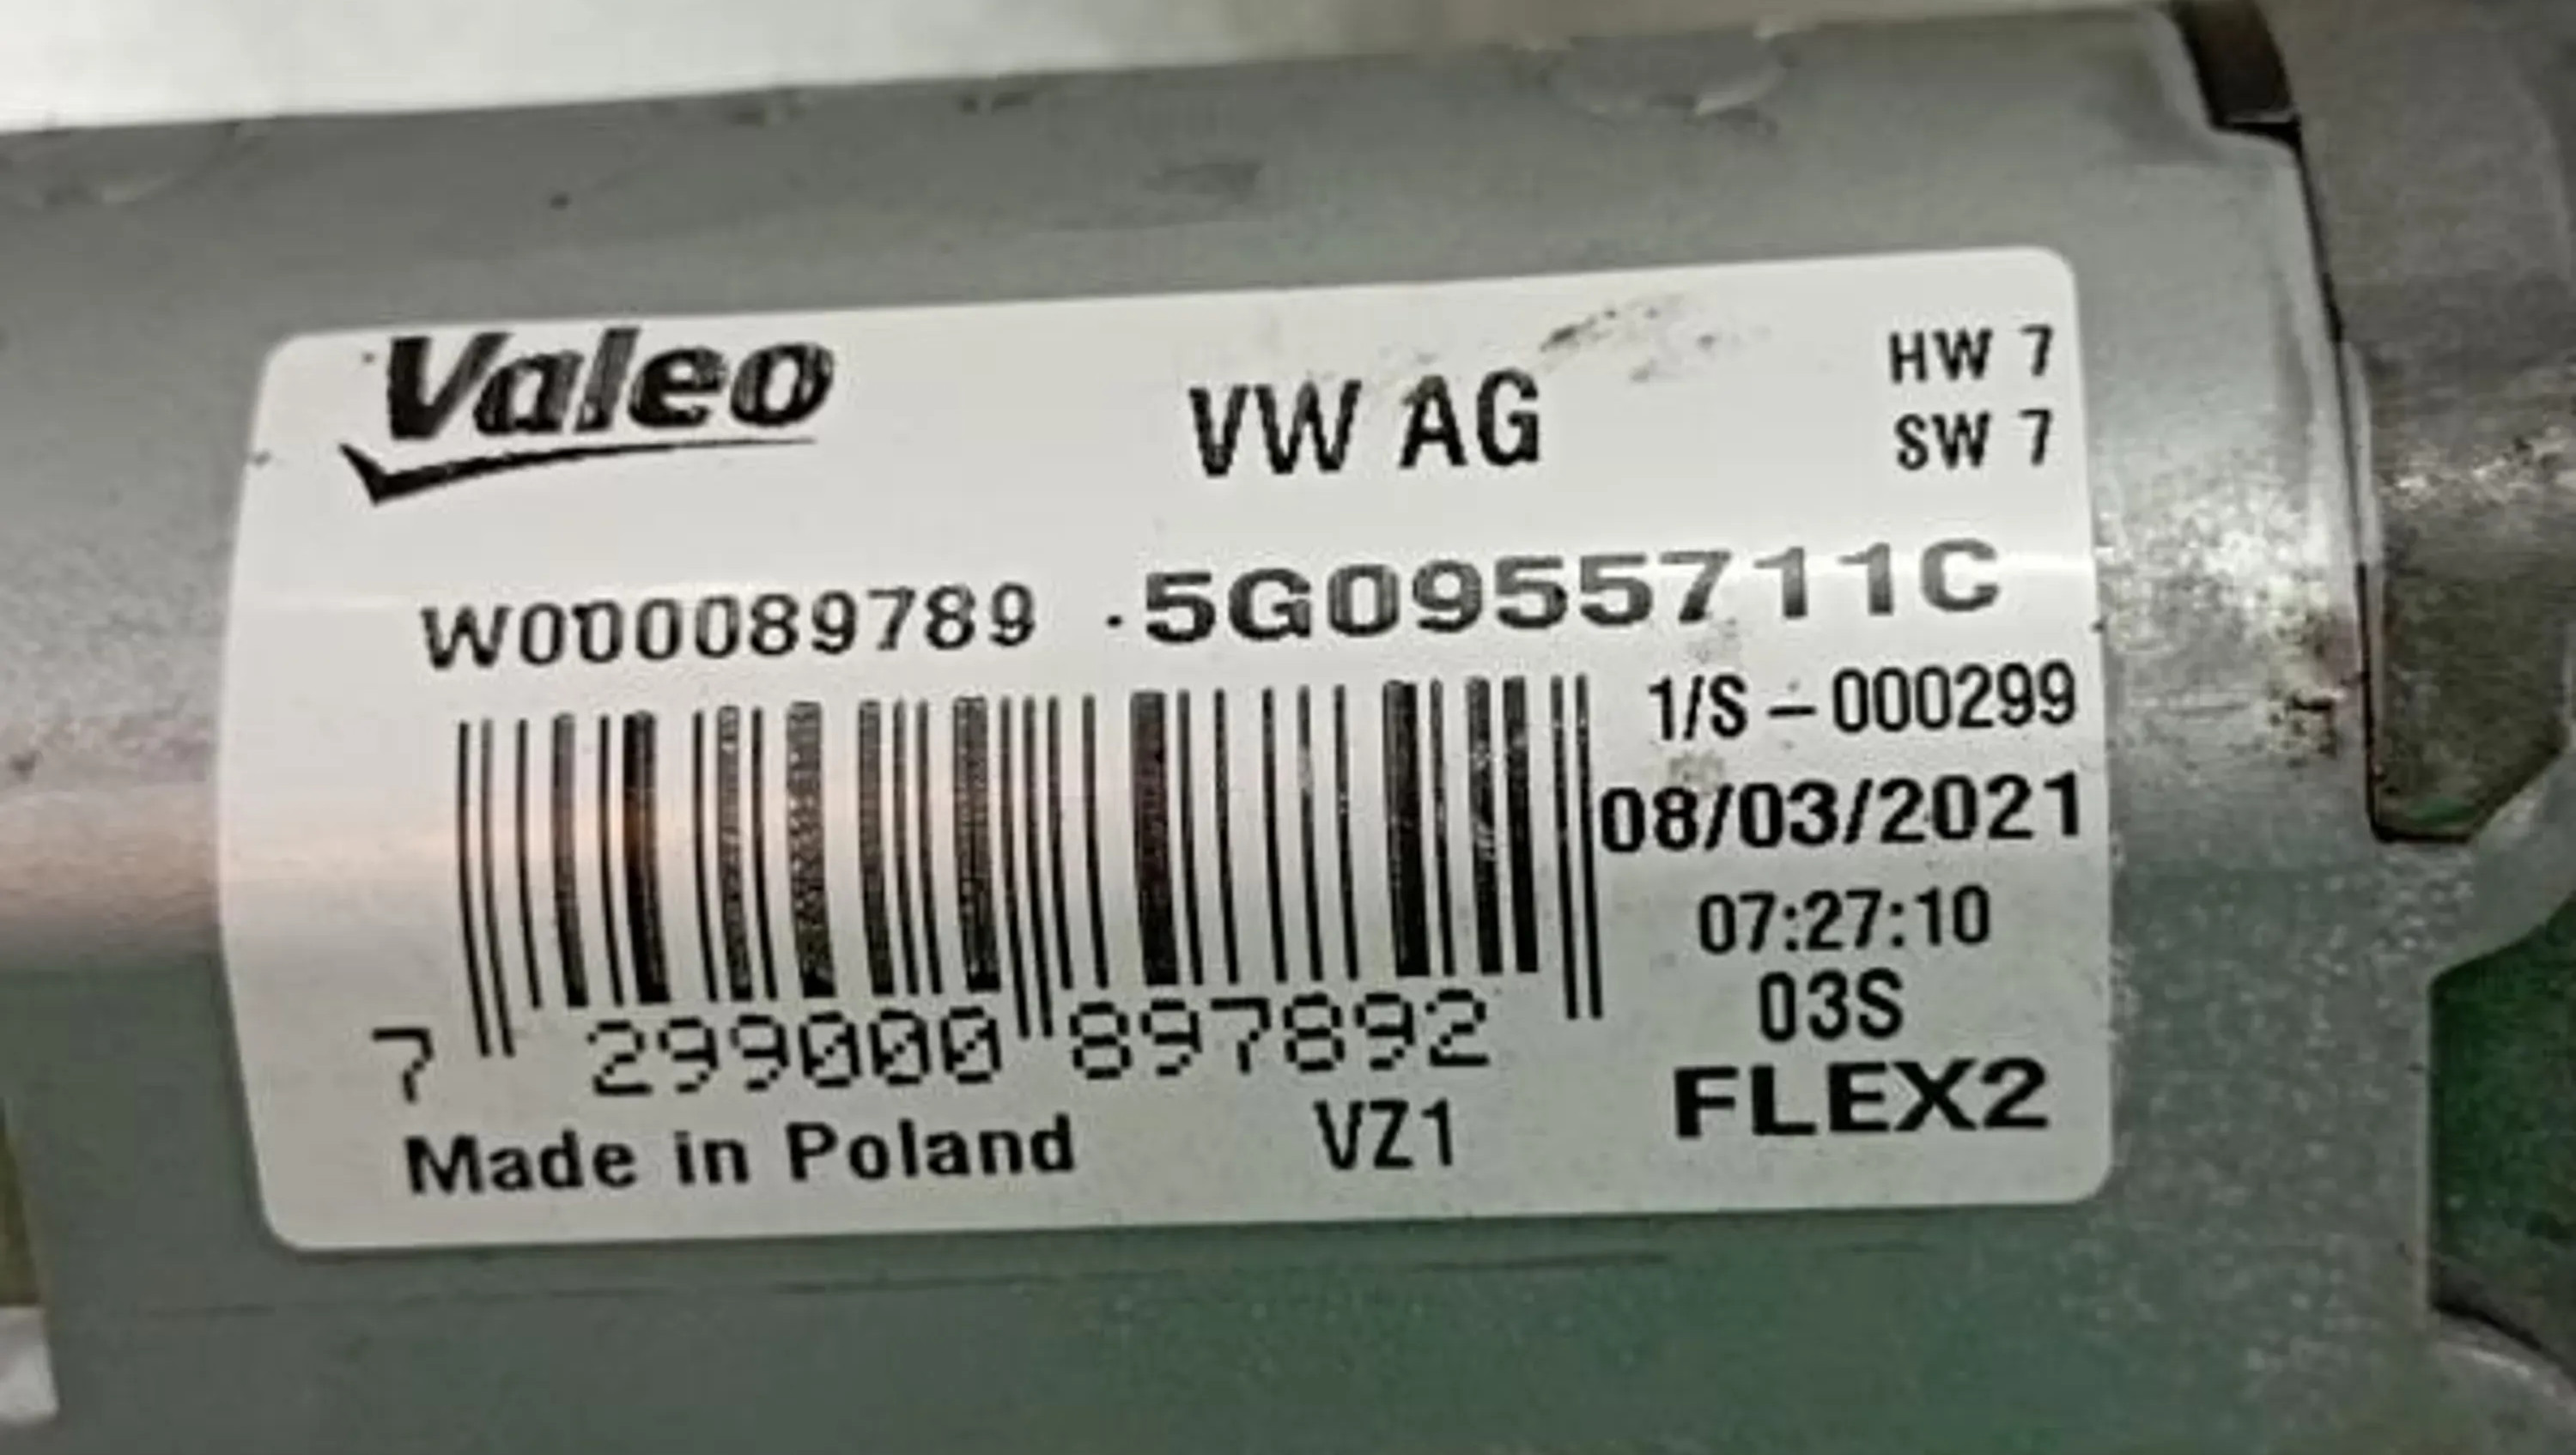 Valeo VW AG HW 7
SW 7
W000089789 .5G0955711C
1/S-000299
08/03/2021
07:27:10
03S
7 299000 897892
FLEX2
Made in Poland VZ1